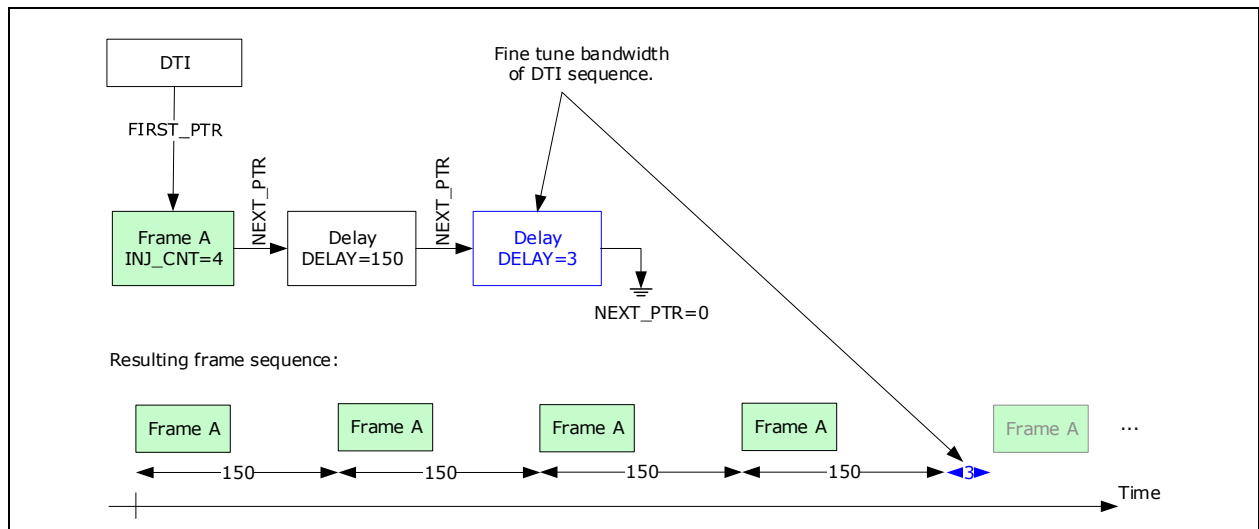 DTI
Fine tune bandwidth
of DTI sequence.
FIRST_PTR
NEXT_PTR
NEXT_PTR
Frame A
INJ_CNT=4
Delay
DELAY=150
Delay
DELAY=3
NEXT_PTR=0
Resulting frame sequence:
Frame A
Frame A
Frame A
Frame A
Frame A
...
150
150
150
150
3
Time